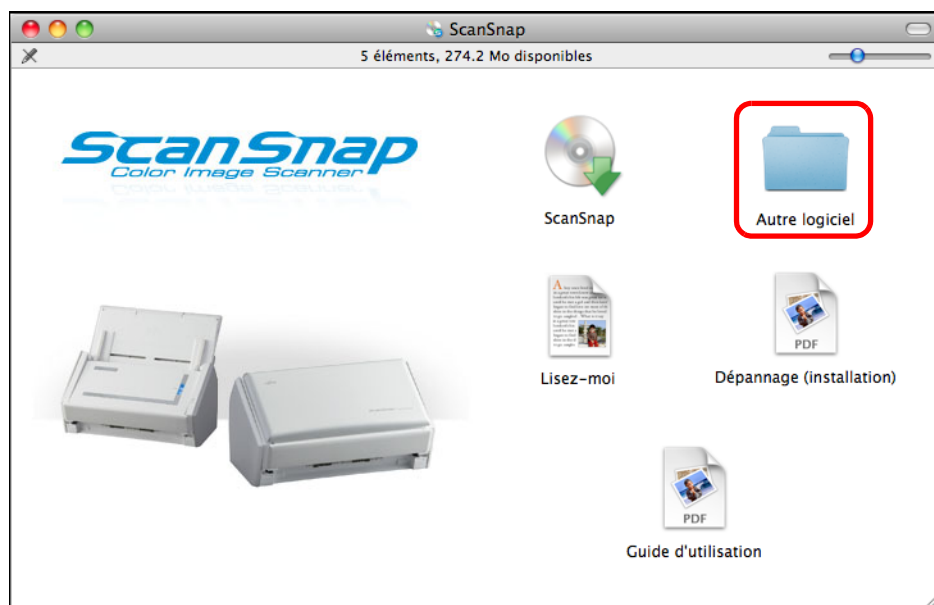 ScanSnap
5 éléments, 274.2 Mo disponibles
ScanSnap
Color Image Scanner
ScanSnap
Autre logiciel
Lisez-moi
PDF
Dépannage (installation)
PDF
Guide d'utilisation